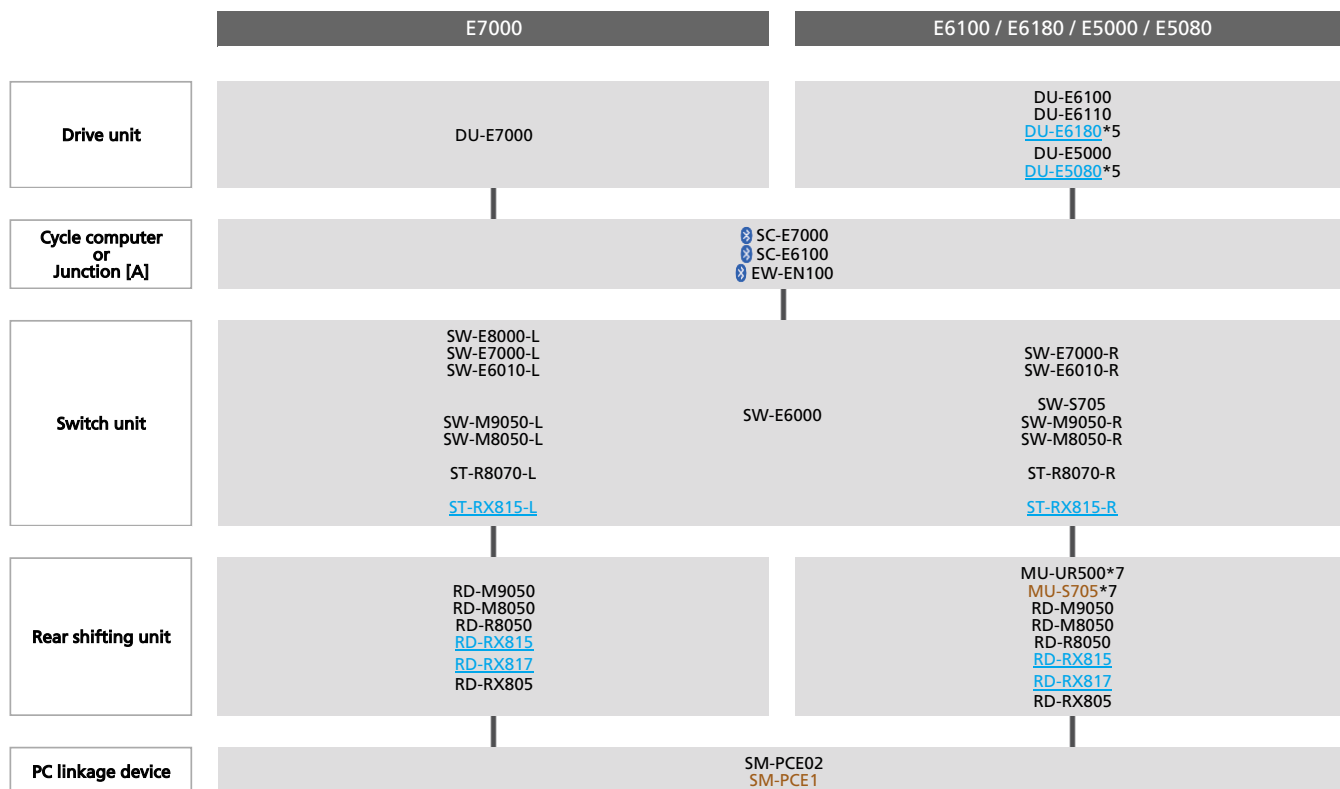 E7000
E6100 / E6180 / E5000 / E5080
Drive unit
DU-E7000
DU-E6100
DU-E6110
DU-E6180*5
DU-E5000
DU-E5080*5
Cycle computer
or
Junction [A]
SC-E7000
SC-E6100
EW-EN100
Switch unit
SW-E8000-L
SW-E7000-L
SW-E6010-L
SW-M9050-L
SW-M8050-L
ST-R8070-L
ST-RX815-L
SW-E6000
SW-E7000-R
SW-E6010-R
SW-S705
SW-M9050-R
SW-M8050-R
ST-R8070-R
ST-RX815-R
Rear shifting unit
RD-M9050
RD-M8050
RD-R8050
RD-RX815
RD-RX817
RD-RX805
MU-UR500*7
MU-S705*7
RD-M9050
RD-M8050
RD-R8050
RD-RX815
RD-RX817
RD-RX805
PC linkage device
SM-PCE02
SM-PCE1